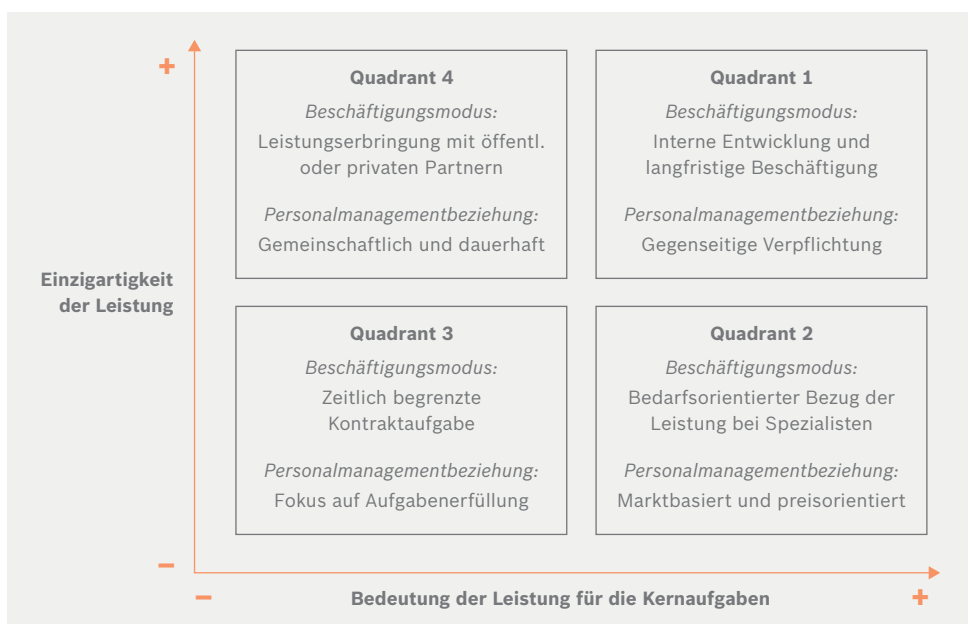 +
Quadrant 4
Beschäftigungsmodus:
Leistungserbringung mit öffentl.
oder privaten Partnern
Personalmanagementbeziehung:
Gemeinschaftlich und dauerhaft
Quadrant 1
Beschäftigungsmodus:
Interne Entwicklung und
langfristige Beschäftigung
Personalmanagementbeziehung:
Gegenseitige Verpflichtung
Einzigartigkeit
der Leistung
Quadrant 3
Beschäftigungsmodus:
Zeitlich begrenzte
Kontraktaufgabe
Personalmanagementbeziehung:
Fokus auf Aufgabenerfüllung
Quadrant 2
Beschäftigungsmodus:
Bedarfsorientierter Bezug der
Leistung bei Spezialisten
Personalmanagementbeziehung:
Marktbasiert und preisorientiert
–
– Bedeutung der Leistung für die Kernaufgaben +